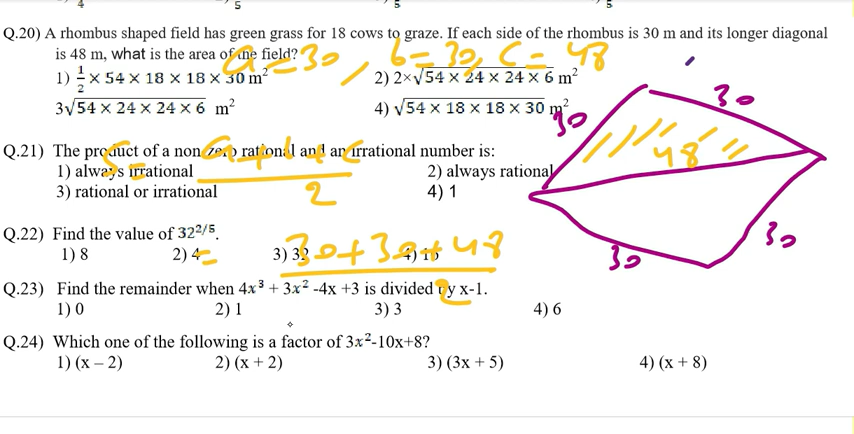 Q.20) A rhombus shaped field has green grass for 18 cows to graze. If each side of the rhombus is 30 m and its longer diagonal
is 48 m, what is the area of the field?
a = 30, b = 30, c = 48
1) 1/2 × 54 × 18 × 18 × 30 m²
2) 2×√54 × 24 × 24 × 6 m²
3√54 × 24 × 24 × 6 m²
4) √54 × 18 × 18 × 30 m²
30
30
48
30
30
Q.21) The product of a non zero rational and an irrational number is:
S = a + b + c / 2
1) always irrational
2) always rational
3) rational or irrational
4) 1
Q.22) Find the value of 32^2/5.
1) 8
2) 4
= 30 + 30 + 48 / 2
Q.23) Find the remainder when 4x³ + 3x² -4x +3 is divided by x-1.
1) 0
2) 1
3) 3
4) 6
Q.24) Which one of the following is a factor of 3x²-10x+8?
1) (x – 2)
2) (x + 2)
3) (3x + 5)
4) (x + 8)